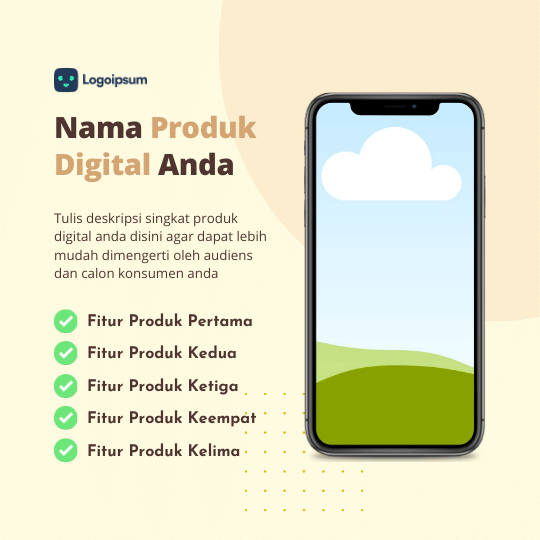 Logoipsum
Nama Produk
Digital Anda
Tulis deskripsi singkat produk
digital anda disini agar dapat lebih
mudah dimengerti oleh audiens
dan calon konsumen anda
Fitur Produk Pertama
Fitur Produk Kedua
Fitur Produk Ketiga
Fitur Produk Keempat
Fitur Produk Kelima